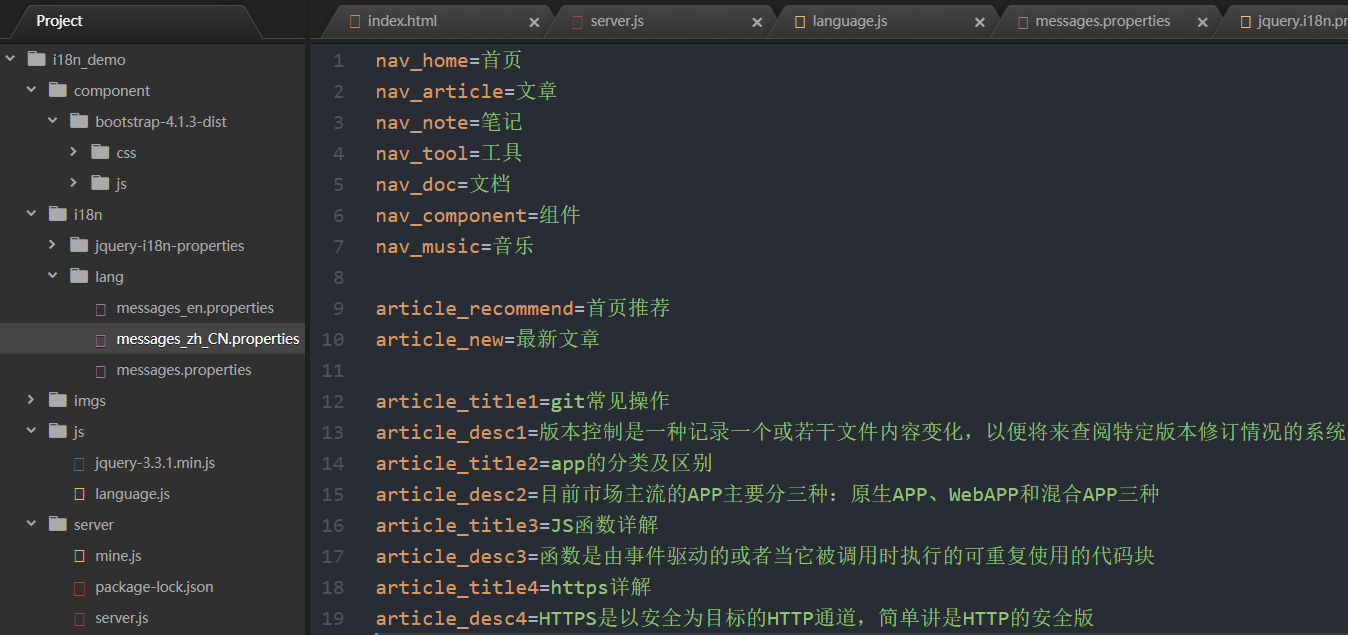 Project
index.html
server.js
language.js
messages.properties
jquery.i18n.pr
i18n_demo
component
bootstrap-4.1.3-dist
css
js
i18n
jquery-i18n-properties
lang
messages_en.properties
messages_zh_CN.properties
messages.properties
imgs
js
jquery-3.3.1.min.js
language.js
server
mine.js
package-lock.json
server.js
1 nav_home=首页
2 nav_article=文章
3 nav_note=笔记
4 nav_tool=工具
5 nav_doc=文档
6 nav_component=组件
7 nav_music=音乐
8
9 article_recommend=首页推荐
10 article_new=最新文章
11
12 article_title1=git常见操作
13 article_desc1=版本控制是一种记录一个或若干文件内容变化，以便将来查阅特定版本修订情况的系统
14 article_title2=app的分类及区别
15 article_desc2=目前市场主流的APP主要分三种：原生APP、WebAPP和混合APP三种
16 article_title3=JS函数详解
17 article_desc3=函数是由事件驱动的或者当它被调用时执行的可重复使用的代码块
18 article_title4=https详解
19 article_desc4=HTTPS是以安全为目标的HTTP通道，简单讲是HTTP的安全版